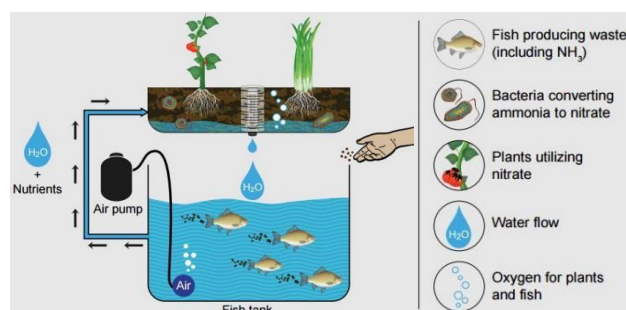 H₂O
+
Nutrients
Air pump
H₂O
Air
Fish tank
Fish producing waste
(including NH₃)
Bacteria converting
ammonia to nitrate
Plants utilizing
nitrate
H₂O
Water flow
Oxygen for plants
and fish